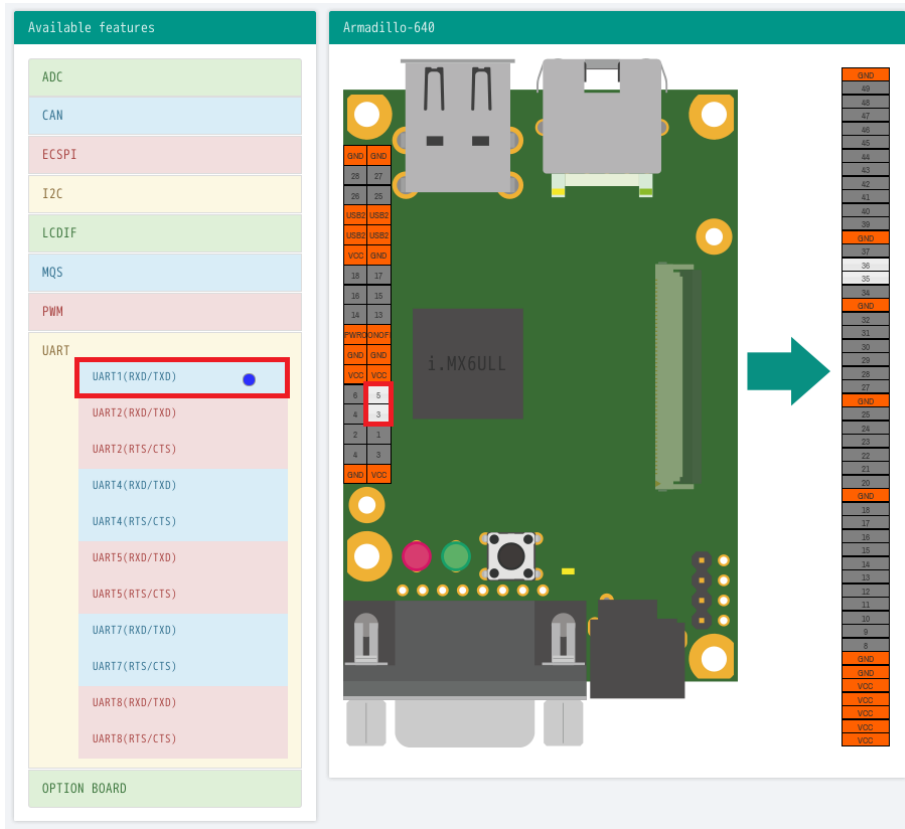 Available features
ADC
CAN
ECSPI
I2C
LCDIF
MQS
PWM
UART
UART1(RXD/TXD)
UART2(RXD/TXD)
UART2(RTS/CTS)
UART4(RXD/TXD)
UART4(RTS/CTS)
UART5(RXD/TXD)
UART5(RTS/CTS)
UART7(RXD/TXD)
UART7(RTS/CTS)
UART8(RXD/TXD)
UART8(RTS/CTS)
OPTION BOARD
Armadillo-640
GND GND
28 27
26 25
USB2 USB2
USB2 USB2
VCC GND
18 17
16 15
14 13
PWRO ONOF
GND GND
VCC VCC
6 5
4 3
2 1
4 3
GND VCC
i.MX6ULL
GND
49
48
47
46
45
44
43
42
41
40
39
GND
37
36
35
34
GND
32
31
30
29
28
27
GND
25
24
23
22
21
20
GND
18
17
16
15
14
13
12
11
10
9
8
GND
GND
VCC
VCC
VCC
VCC
VCC